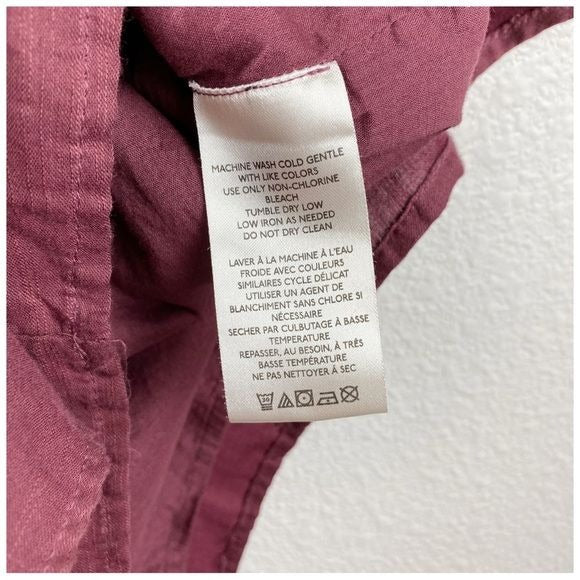 MACHINE WASH COLD GENTLE
WITH LIKE COLORS
USE ONLY NON-CHLORINE
BLEACH
TUMBLE DRY LOW
LOW IRON AS NEEDED
DO NOT DRY CLEAN
LAVER À LA MACHINE À L'EAU
FROIDE AVEC COULEURS
SIMILAIRES CYCLE DÉLICAT
UTILISER UN AGENT DE
BLANCHIMENT SANS CHLORE SI
NÉCESSAIRE
SECHER PAR CULBUTAGE À BASSE
TEMPERATURE
REPASSER, AU BESOIN, À TRÈS
BASSE TEMPÉRATURE
NE PAS NETTOYER À SEC
30